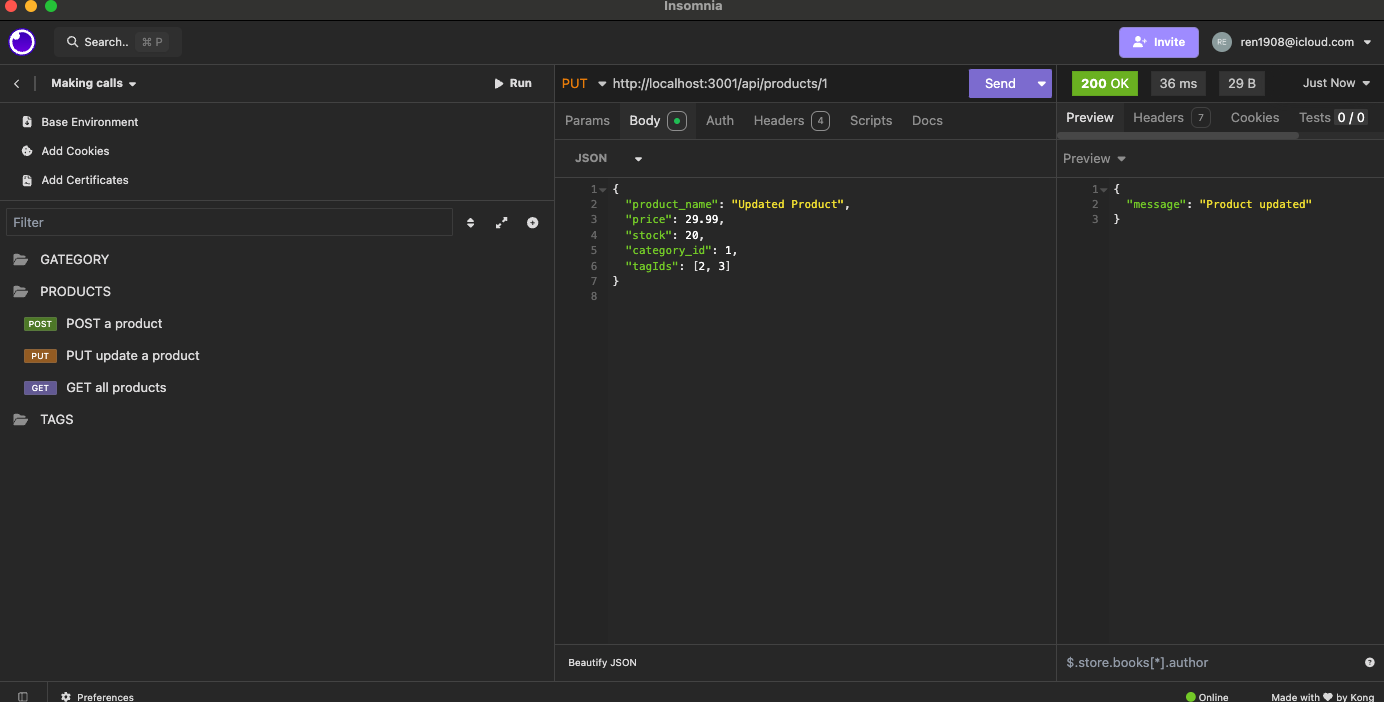 Insomnia
Search.. ⌘ P
Invite
RE ren1908@icloud.com
Making calls
Run
Base Environment
Add Cookies
Add Certificates
Filter
GATEGORY
PRODUCTS
POST POST a product
PUT PUT update a product
GET GET all products
TAGS
PUT http://localhost:3001/api/products/1 Send
Params Body Auth Headers 4 Scripts Docs
JSON
1 {
2 "product_name": "Updated Product",
3 "price": 29.99,
4 "stock": 20,
5 "category_id": 1,
6 "tagIds": [2, 3]
7 }
8
Beautify JSON
200 OK 36 ms 29 B Just Now
Preview Headers 7 Cookies Tests 0 / 0
Preview
1 {
2 "message": "Product updated"
3 }
$.store.books[*].author
Preferences
Online
Made with ♥ by Kong